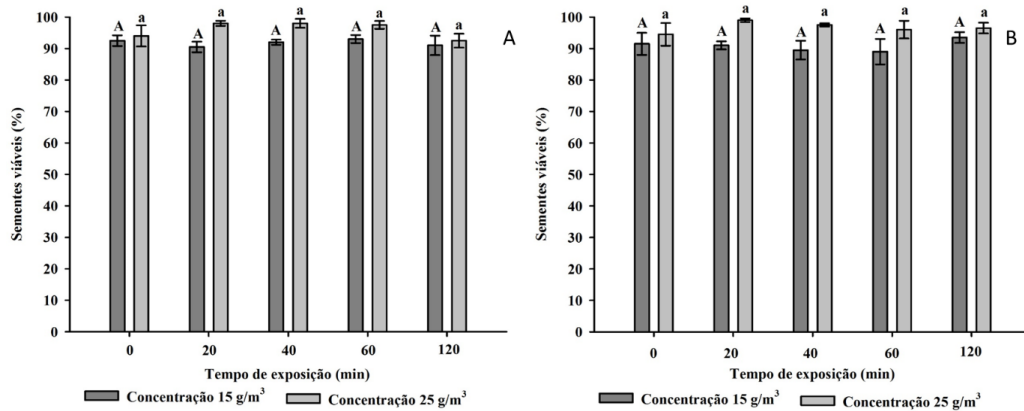 A
Sementes viáveis (%)
100
90
80
70
60
50
40
30
20
10
0
A a A a A a A a A a
0 20 40 60 120
Tempo de exposição (min)
Concentração 15 g/m³ Concentração 25 g/m³
B
Sementes viáveis (%)
100
90
80
70
60
50
40
30
20
10
0
A a A a A a A a A a
0 20 40 60 120
Tempo de exposição (min)
Concentração 15 g/m³ Concentração 25 g/m³